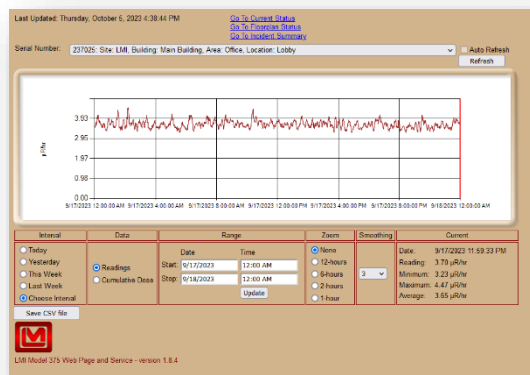 Last Updated: Thursday, October 5, 2023 4:38:44 PM
Go To Current Status
Go To Floorplan Status
Go To Incident Summary
Serial Number: 237025: Site: LMI, Building: Main Building, Area: Office, Location: Lobby
Auto Refresh
Refresh
µR/hr
3.93
2.95
1.97
0.98
0.00
9/17/2023 12:00:00 AM 9/17/2023 4:00:00 AM 9/17/2023 8:00:00 AM 9/17/2023 12:00:00 PM 9/17/2023 4:00:00 PM 9/17/2023 8:00:00 PM 9/18/2023 12:00:00 AM
Interval Data Range Zoom Smoothing Current
Today
Yesterday
This Week
Last Week
Choose Interval
Readings
Cumulative Dose
Date Time
Start: 9/17/2023 12:00 AM
Stop: 9/18/2023 12:00 AM
Update
None
12-hours
6-hours
2-hours
1-hour
3
Date: 9/17/2023 11:59:33 PM
Reading: 3.70 µR/hr
Minimum: 3.23 µR/hr
Maximum: 4.47 µR/hr
Average: 3.65 µR/hr
Save CSV file
LMI
LMI Model 375 Web Page and Service - version 1.8.4